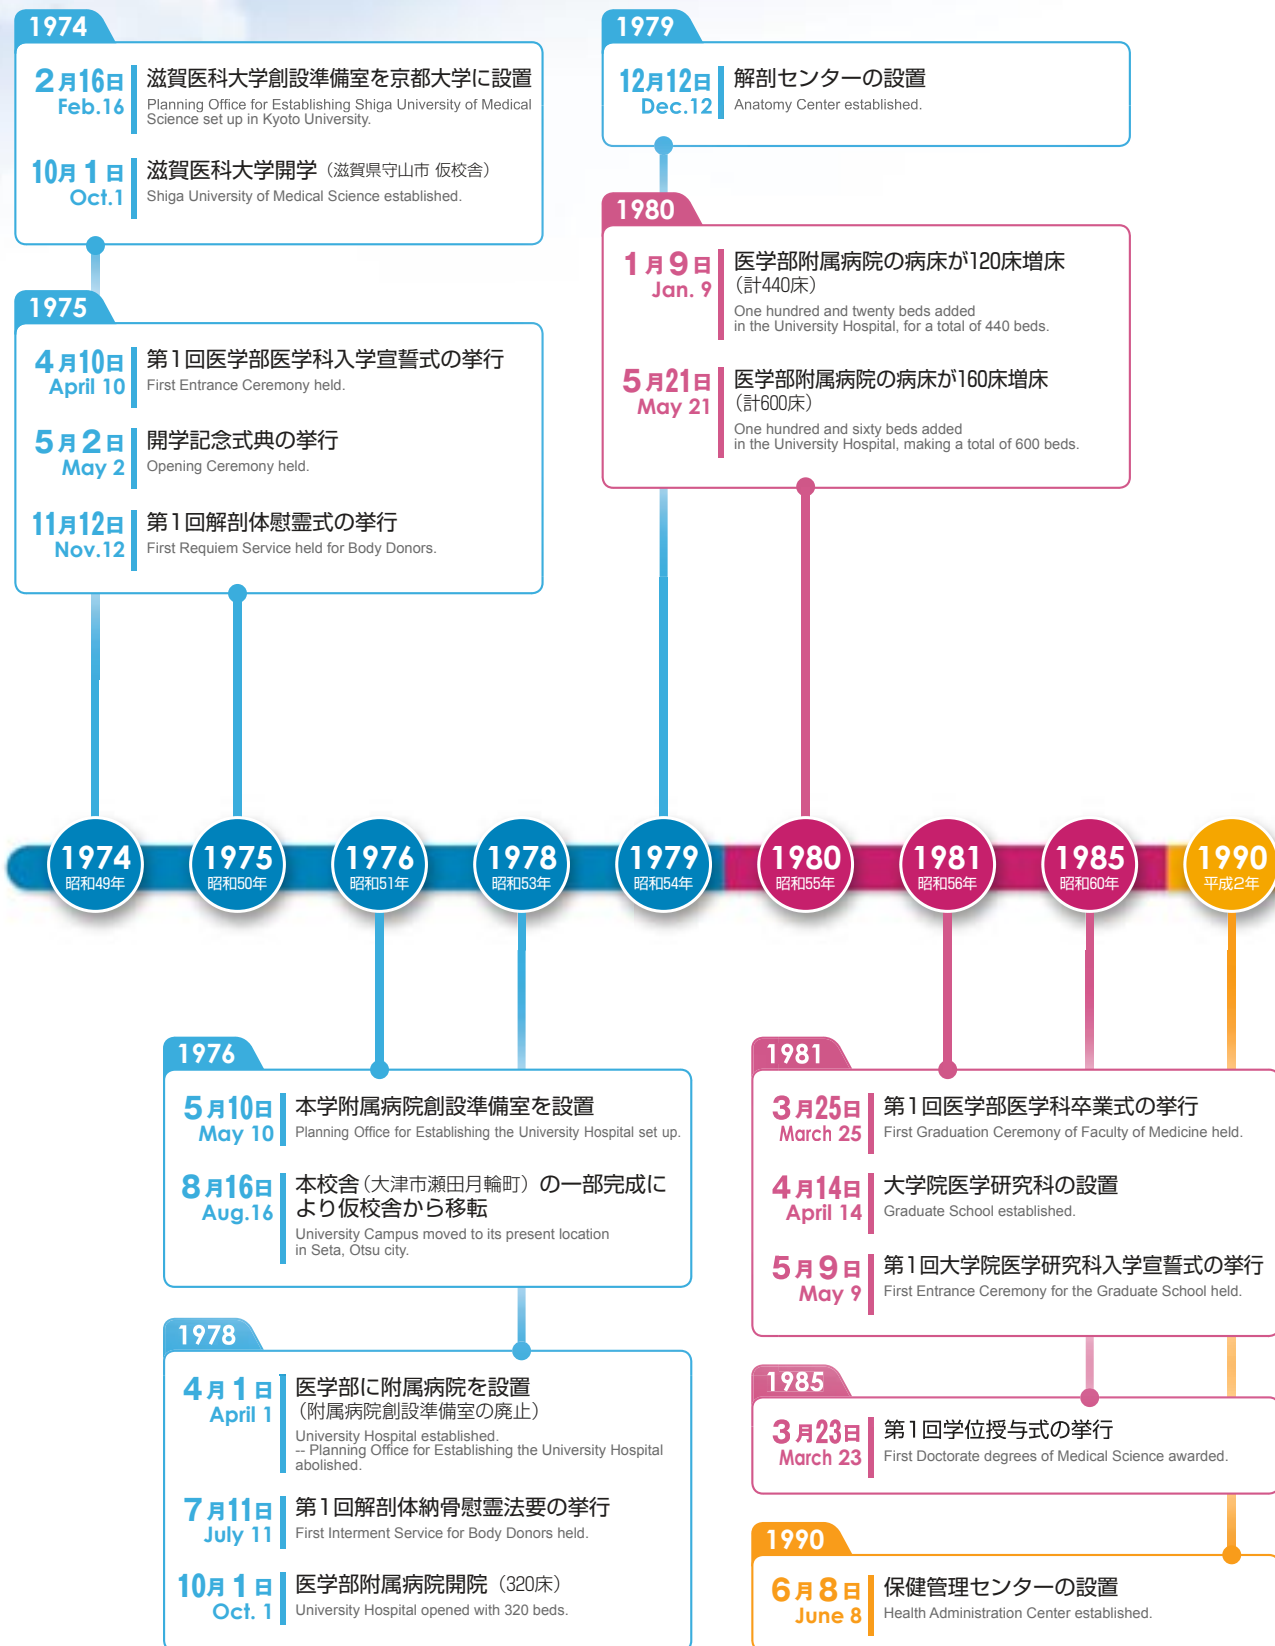 1974
2月16日
Feb.16
滋賀医科大学創設準備室を京都大学に設置
Planning Office for Establishing Shiga University of Medical
Science set up in Kyoto University.
10月1日
Oct.1
滋賀医科大学開学（滋賀県守山市 仮校舎）
Shiga University of Medical Science established.
1975
4月10日
April 10
第1回医学部医学科入学宣誓式の挙行
First Entrance Ceremony held.
5月2日
May 2
開学記念式典の挙行
Opening Ceremony held.
11月12日
Nov.12
第1回解剖体慰霊式の挙行
First Requiem Service held for Body Donors.
1979
12月12日
Dec.12
解剖センターの設置
Anatomy Center established.
1980
1月9日
Jan. 9
医学部附属病院の病床が120床増床
（計440床）
One hundred and twenty beds added
in the University Hospital, for a total of 440 beds.
5月21日
May 21
医学部附属病院の病床が160床増床
（計600床）
One hundred and sixty beds added
in the University Hospital, making a total of 600 beds.
1974
昭和49年
1975
昭和50年
1976
昭和51年
1978
昭和53年
1979
昭和54年
1980
昭和55年
1981
昭和56年
1985
昭和60年
1990
平成2年
1976
5月10日
May 10
本学附属病院創設準備室を設置
Planning Office for Establishing the University Hospital set up.
8月16日
Aug.16
本校舎（大津市瀬田月輪町）の一部完成に
より仮校舎から移転
University Campus moved to its present location
in Seta, Otsu city.
1978
4月1日
April 1
医学部に附属病院を設置
（附属病院創設準備室の廃止）
University Hospital established.
-- Planning Office for Establishing the University Hospital
abolished.
7月11日
July 11
第1回解剖体納骨慰霊法要の挙行
First Interment Service for Body Donors held.
10月1日
Oct. 1
医学部附属病院開院（320床）
University Hospital opened with 320 beds.
1981
3月25日
March 25
第1回医学部医学科卒業式の挙行
First Graduation Ceremony of Faculty of Medicine held.
4月14日
April 14
大学院医学研究科の設置
Graduate School established.
5月9日
May 9
第1回大学院医学研究科入学宣誓式の挙行
First Entrance Ceremony for the Graduate School held.
1985
3月23日
March 23
第1回学位授与式の挙行
First Doctorate degrees of Medical Science awarded.
1990
6月8日
June 8
保健管理センターの設置
Health Administration Center established.